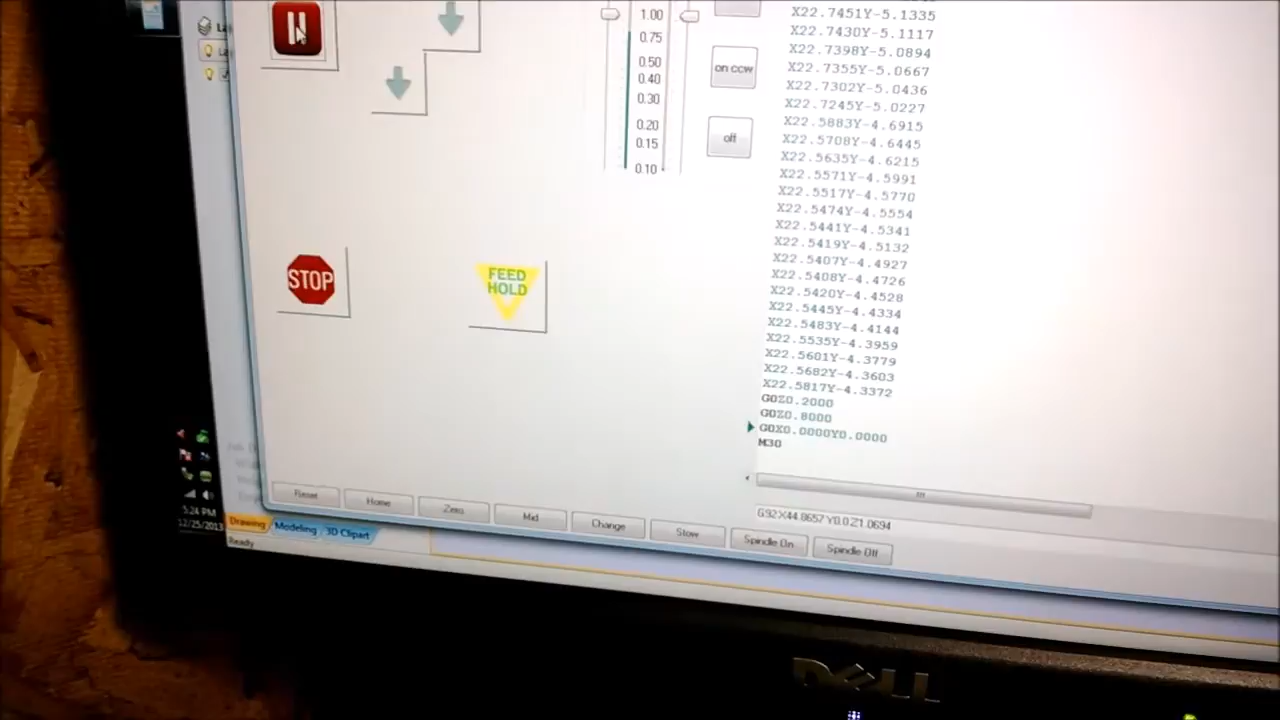 1.00
0.75
0.50
0.40
0.30
0.20
0.15
0.10
on ccw
off
X22.7451Y-5.1335
X22.7430Y-5.1117
X22.7398Y-5.0894
X22.7355Y-5.0667
X22.7302Y-5.0436
X22.7245Y-5.0227
X22.5883Y-4.6915
X22.5708Y-4.6445
X22.5635Y-4.6215
X22.5571Y-4.5991
X22.5517Y-4.5770
X22.5474Y-4.5554
X22.5441Y-4.5341
X22.5419Y-4.5132
X22.5407Y-4.4927
X22.5408Y-4.4726
X22.5420Y-4.4528
X22.5445Y-4.4334
X22.5483Y-4.4144
X22.5535Y-4.3959
X22.5601Y-4.3779
X22.5682Y-4.3603
X22.5817Y-4.3372
G0Z0.2000
G0Z0.8000
G0X0.0000Y0.0000
M30
STOP
FEED
HOLD
G92X44.8657Y0.0Z1.0694
Reset
Home
Zero
Mid
Change
Stow
Spindle On
Spindle Off
5:24 PM
12/25/2013
Drawing
Modeling
3D Clipart
Ready
DELL